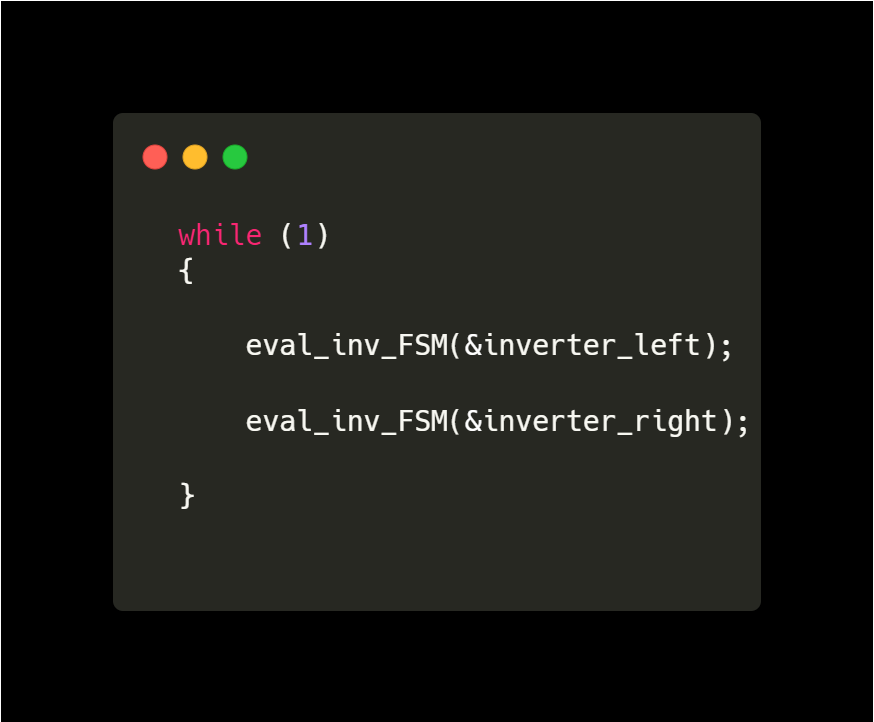 while (1)
{
eval_inv_FSM(&inverter_left);
eval_inv_FSM(&inverter_right);
}